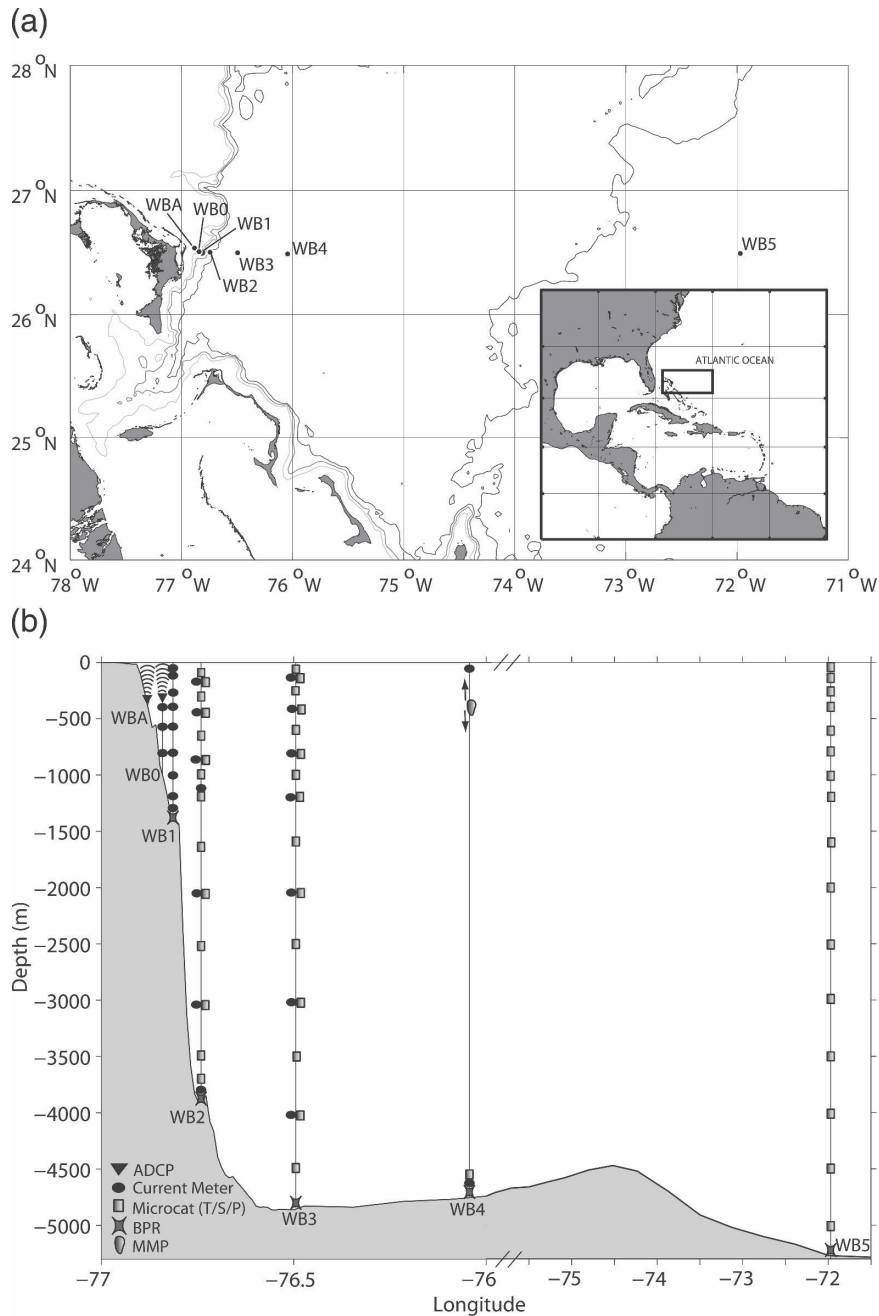 (a)
28°N
27°N
26°N
25°N
24°N
78°W 77°W 76°W 75°W 74°W 73°W 72°W 71°W
WBA WB0
WB1
WB2
WB3
WB4
WB5
ATLANTIC OCEAN
(b)
0
−500
−1000
−1500
−2000
−2500
−3000
−3500
−4000
−4500
−5000
Depth (m)
WBA
WB0
WB1
WB2
WB3
WB4
WB5
ADCP
Current Meter
Microcat (T/S/P)
BPR
MMP
−77 −76.5 −76 −75 −74 −73 −72
Longitude